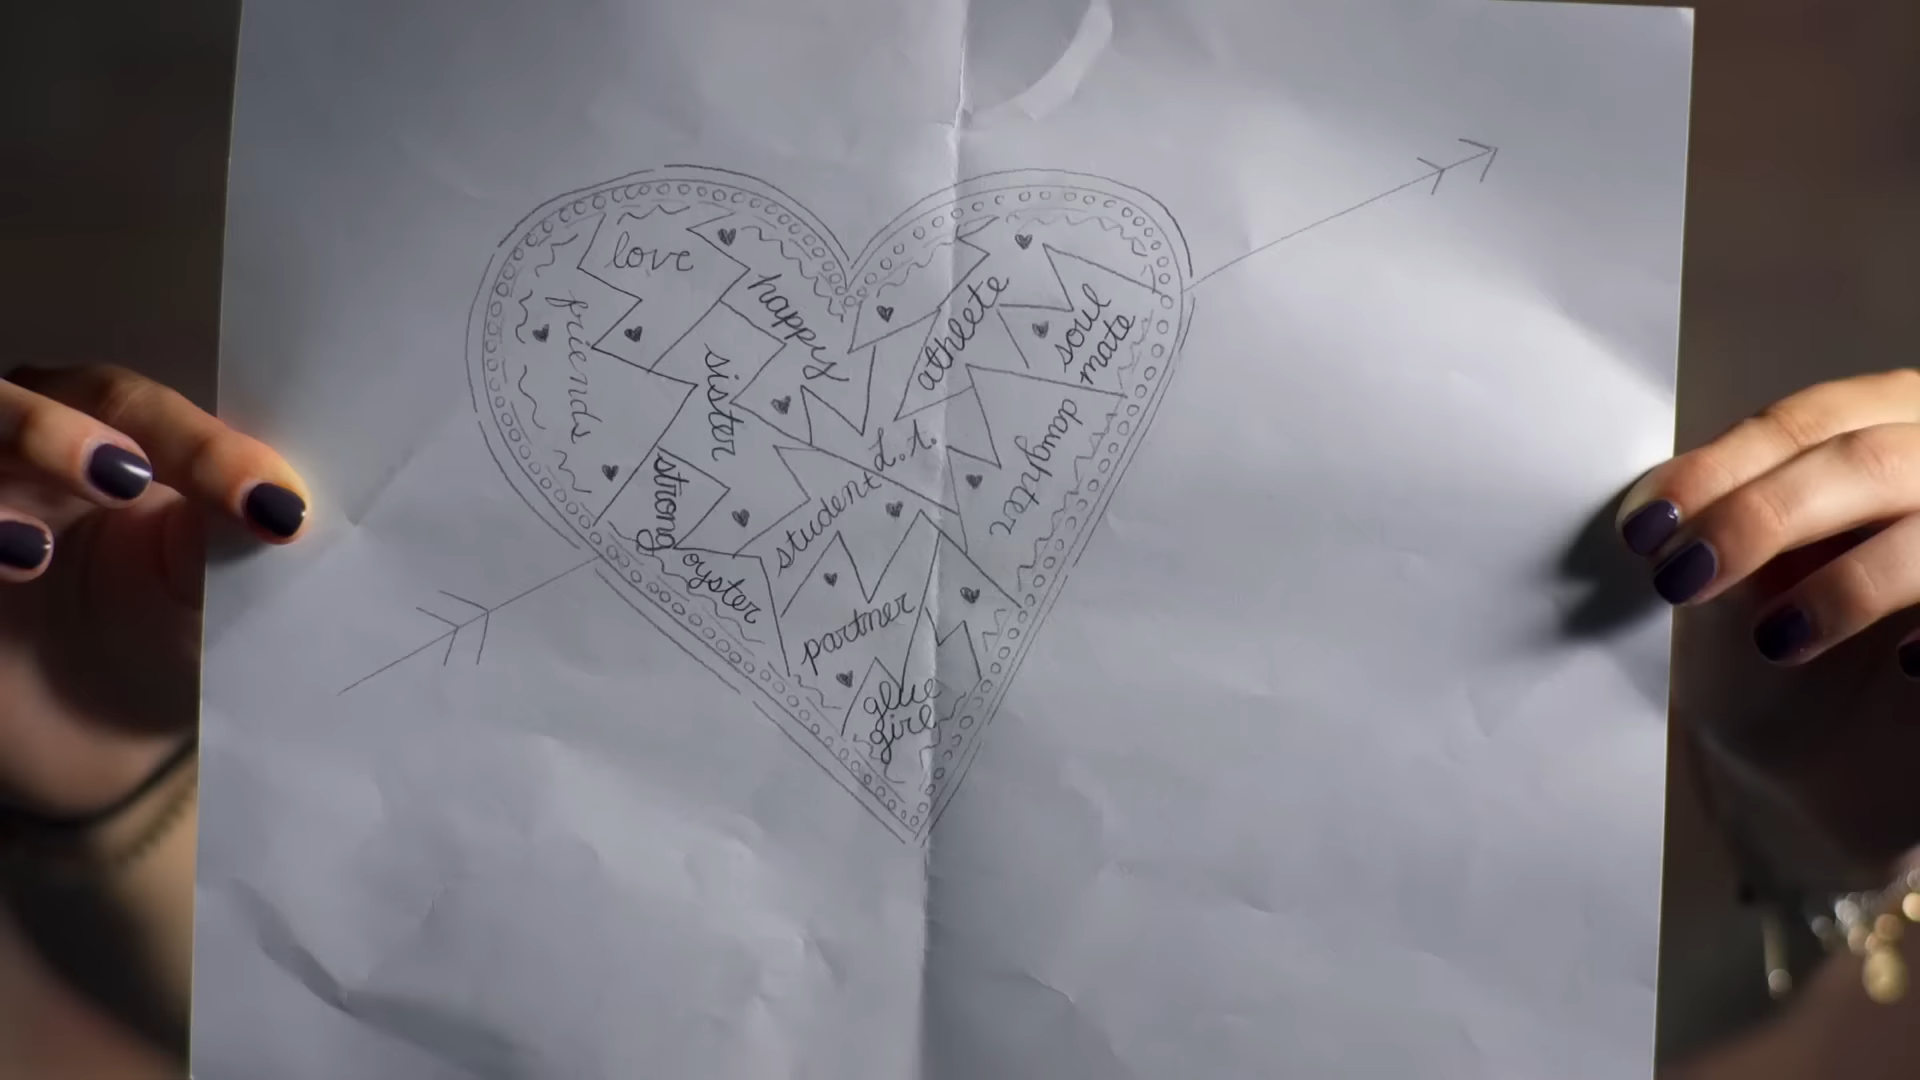 love
happy
friends
sister
athlete
soul
mate
daughter
L.t.
strong
student
oyster
partner
glue
girl